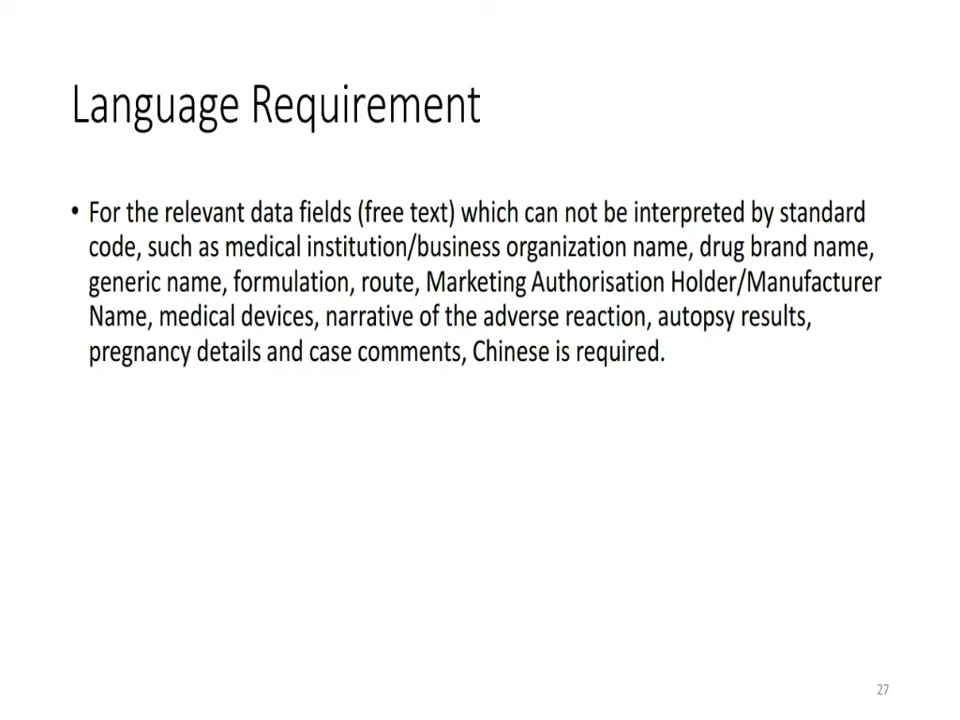 Language Requirement
• For the relevant data fields (free text) which can not be interpreted by standard
code, such as medical institution/business organization name, drug brand name,
generic name, formulation, route, Marketing Authorisation Holder/Manufacturer
Name, medical devices, narrative of the adverse reaction, autopsy results,
pregnancy details and case comments, Chinese is required.
27